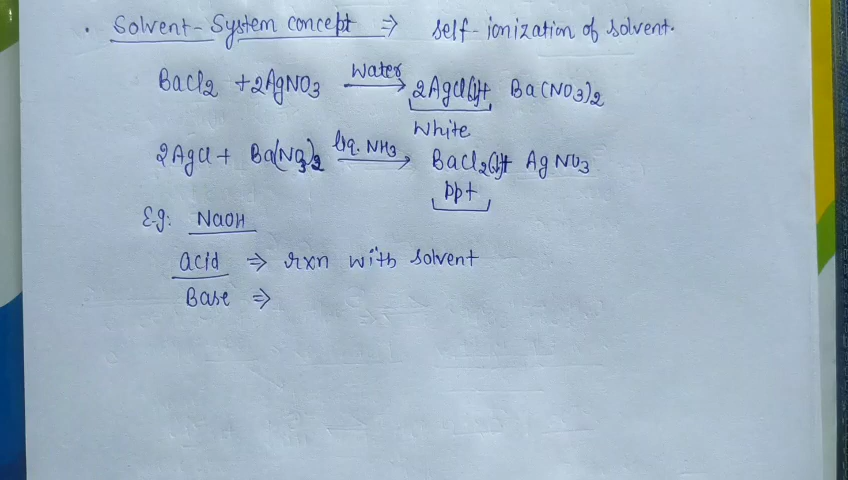 . Solvent-System concept ⇒ self-ionization of solvent.
BaCl2 + 2AgNO3 water → 2AgCl(s)↓ + Ba(NO3)2
White
2AgCl + Ba(NO3)2 liq. NH3 → BaCl2(s)↓ + AgNO3
ppt
E.g: NaOH
acid ⇒ rxn with solvent
Base ⇒